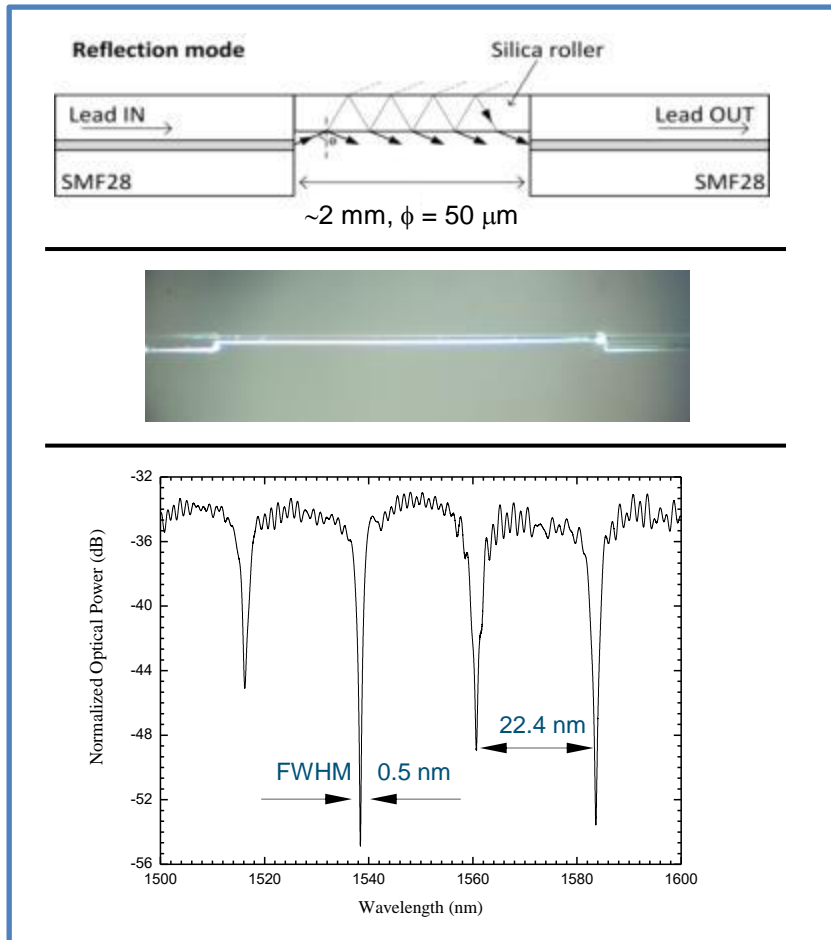 Reflection mode
Silica roller
Lead IN
Lead OUT
SMF28
SMF28
~2 mm, ϕ = 50 μm
-32
-36
-40
-44
-48
-52
-56
22.4 nm
FWHM 0.5 nm
1500 1520 1540 1560 1580 1600
Normalized Optical Power (dB)
Wavelength (nm)